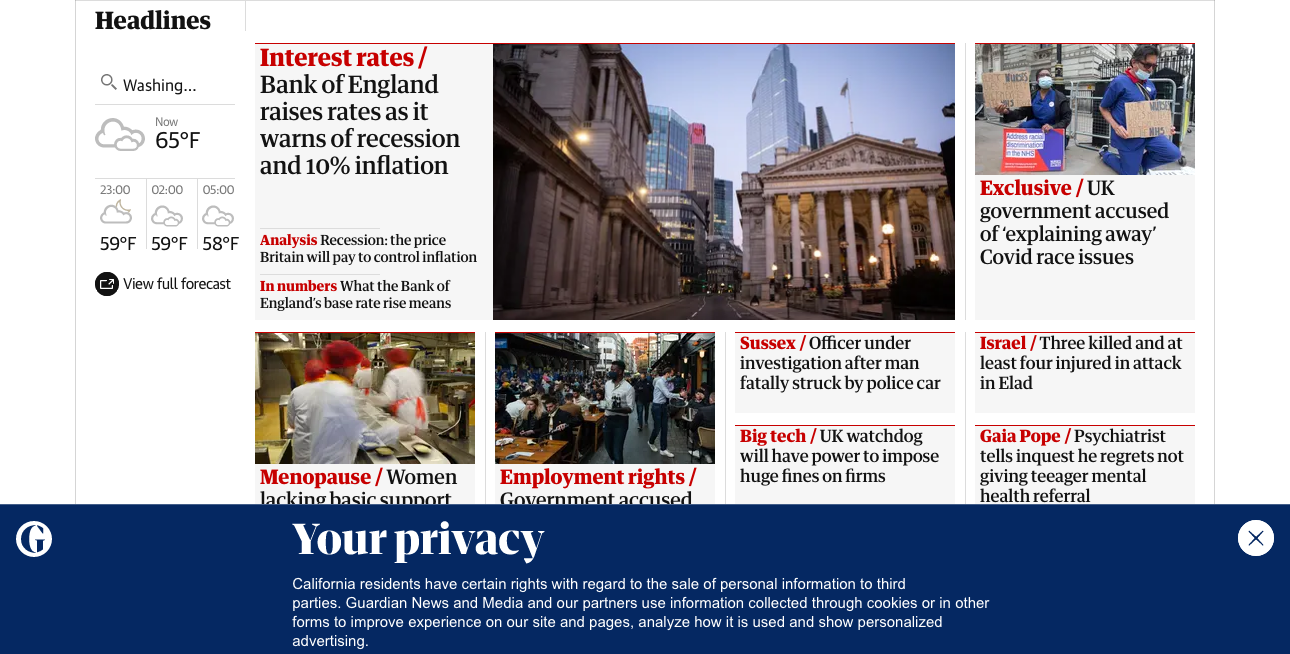 Headlines
Washing...
Now
65°F
23:00
02:00
05:00
59°F
59°F
58°F
View full forecast
Interest rates /
Bank of England
raises rates as it
warns of recession
and 10% inflation
Analysis Recession: the price
Britain will pay to control inflation
In numbers What the Bank of
England's base rate rise means
Address racial
discrimination
in the NHS
Exclusive / UK
government accused
of ‘explaining away’
Covid race issues
Menopause / Women
lacking basic support
Employment rights /
Government accused
Sussex / Officer under
investigation after man
fatally struck by police car
Israel / Three killed and at
least four injured in attack
in Elad
Big tech / UK watchdog
will have power to impose
huge fines on firms
Gaia Pope / Psychiatrist
tells inquest he regrets not
giving teeager mental
health referral
G
Your privacy
California residents have certain rights with regard to the sale of personal information to third
parties. Guardian News and Media and our partners use information collected through cookies or in other
forms to improve experience on our site and pages, analyze how it is used and show personalized
advertising.